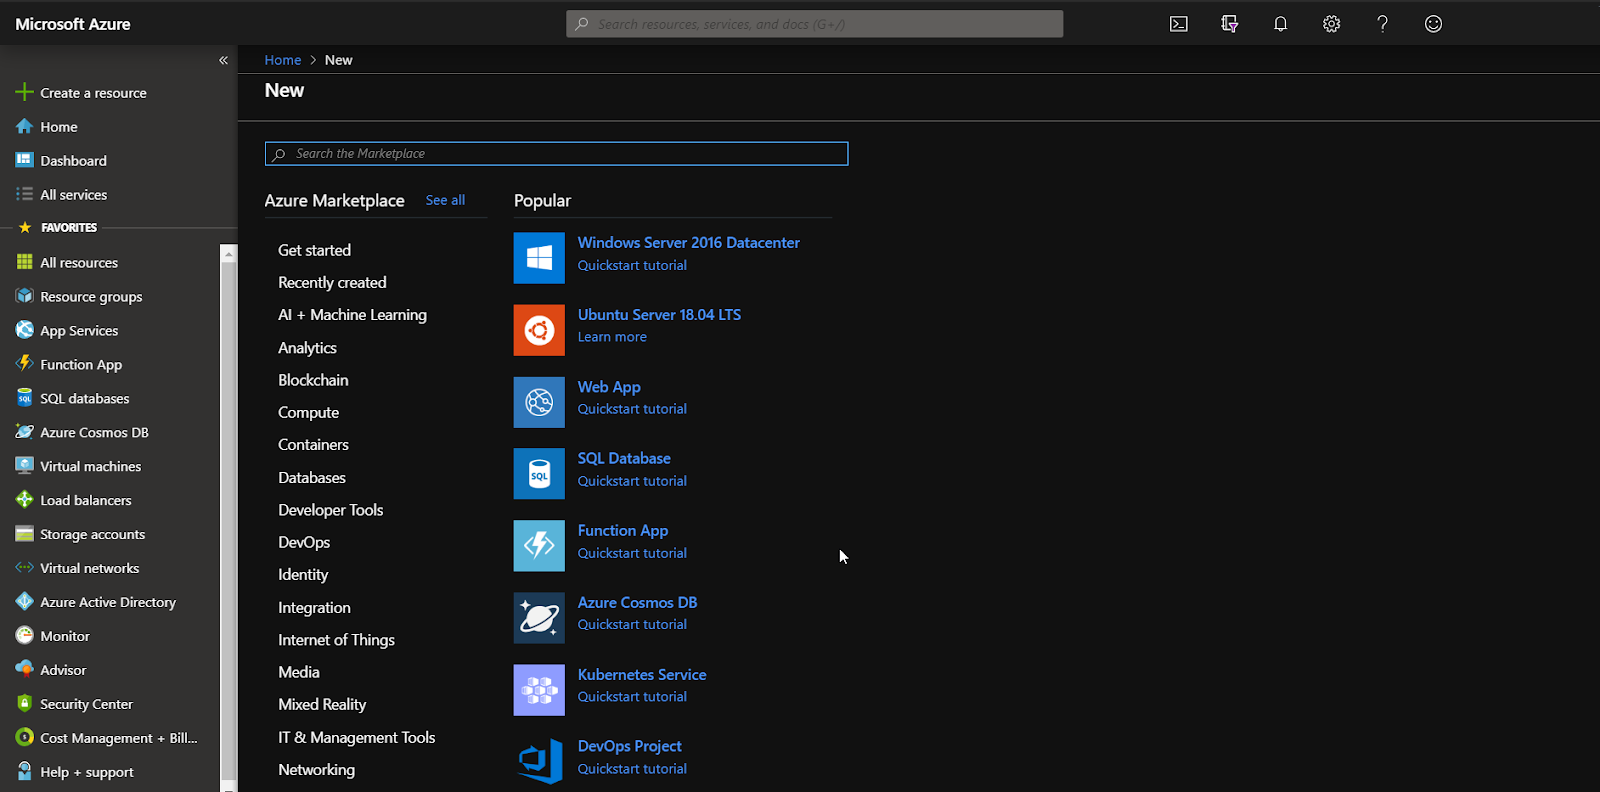 Microsoft Azure
Search resources, services, and docs (G+/)
«
Create a resource
Home
Dashboard
All services
FAVORITES
All resources
Resource groups
App Services
Function App
SQL databases
Azure Cosmos DB
Virtual machines
Load balancers
Storage accounts
Virtual networks
Azure Active Directory
Monitor
Advisor
Security Center
Cost Management + Bill...
Help + support
Home > New
New
Search the Marketplace
Azure Marketplace See all
Get started
Recently created
AI + Machine Learning
Analytics
Blockchain
Compute
Containers
Databases
Developer Tools
DevOps
Identity
Integration
Internet of Things
Media
Mixed Reality
IT & Management Tools
Networking
Popular
Windows Server 2016 Datacenter
Quickstart tutorial
Ubuntu Server 18.04 LTS
Learn more
Web App
Quickstart tutorial
SQL
SQL Database
Quickstart tutorial
Function App
Quickstart tutorial
Azure Cosmos DB
Quickstart tutorial
Kubernetes Service
Quickstart tutorial
DevOps Project
Quickstart tutorial